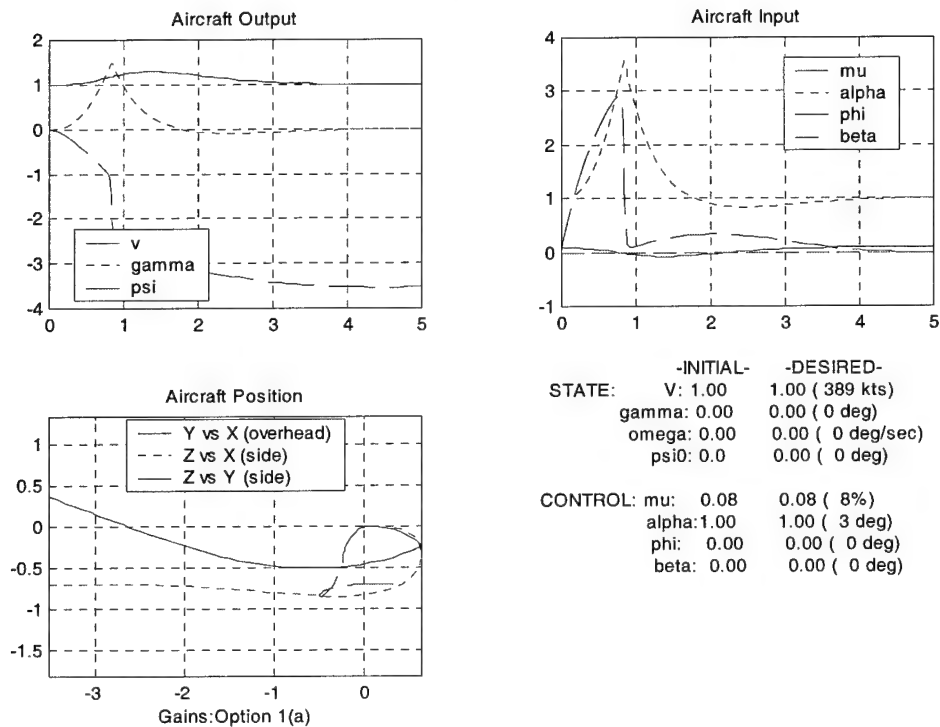 Aircraft Output
2
1
0
-1
-2
-3
-4
v
gamma
psi
0 1 2 3 4 5
Aircraft Input
4
3
2
1
0
-1
mu
alpha
phi
beta
0 1 2 3 4 5
Aircraft Position
1
0.5
0
-0.5
-1
-1.5
Y vs X (overhead)
Z vs X (side)
Z vs Y (side)
-3 -2 -1 0
Gains:Option 1(a)
-INITIAL- -DESIRED-
STATE: V: 1.00 1.00 ( 389 kts)
gamma: 0.00 0.00 ( 0 deg)
omega: 0.00 0.00 ( 0 deg/sec)
psi0: 0.0 0.00 ( 0 deg)
CONTROL: mu: 0.08 0.08 ( 8%)
alpha:1.00 1.00 ( 3 deg)
phi: 0.00 0.00 ( 0 deg)
beta: 0.00 0.00 ( 0 deg)